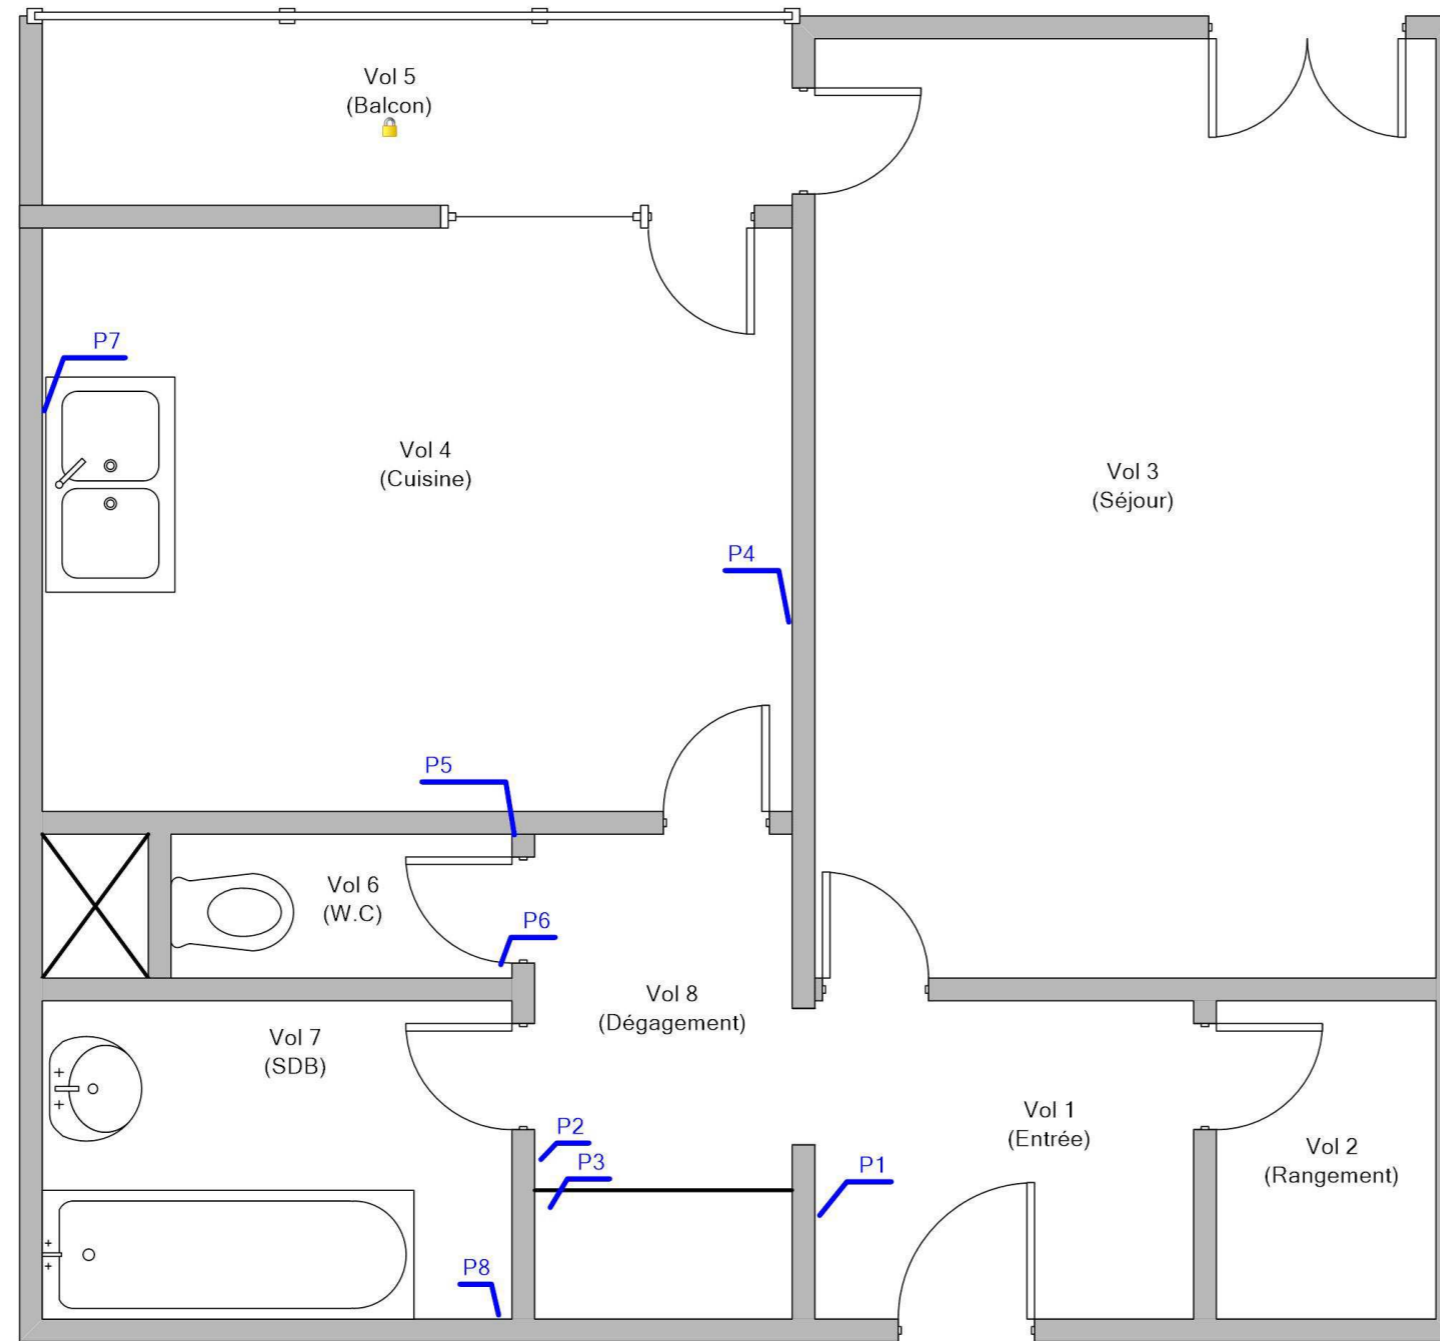 Vol 5
(Balcon)
P7
Vol 4
(Cuisine)
Vol 3
(Séjour)
P4
P5
Vol 6
(W.C)
P6
Vol 8
(Dégagement)
Vol 7
(SDB)
Vol 1
(Entrée)
P2
P3
P1
Vol 2
(Rangement)
P8